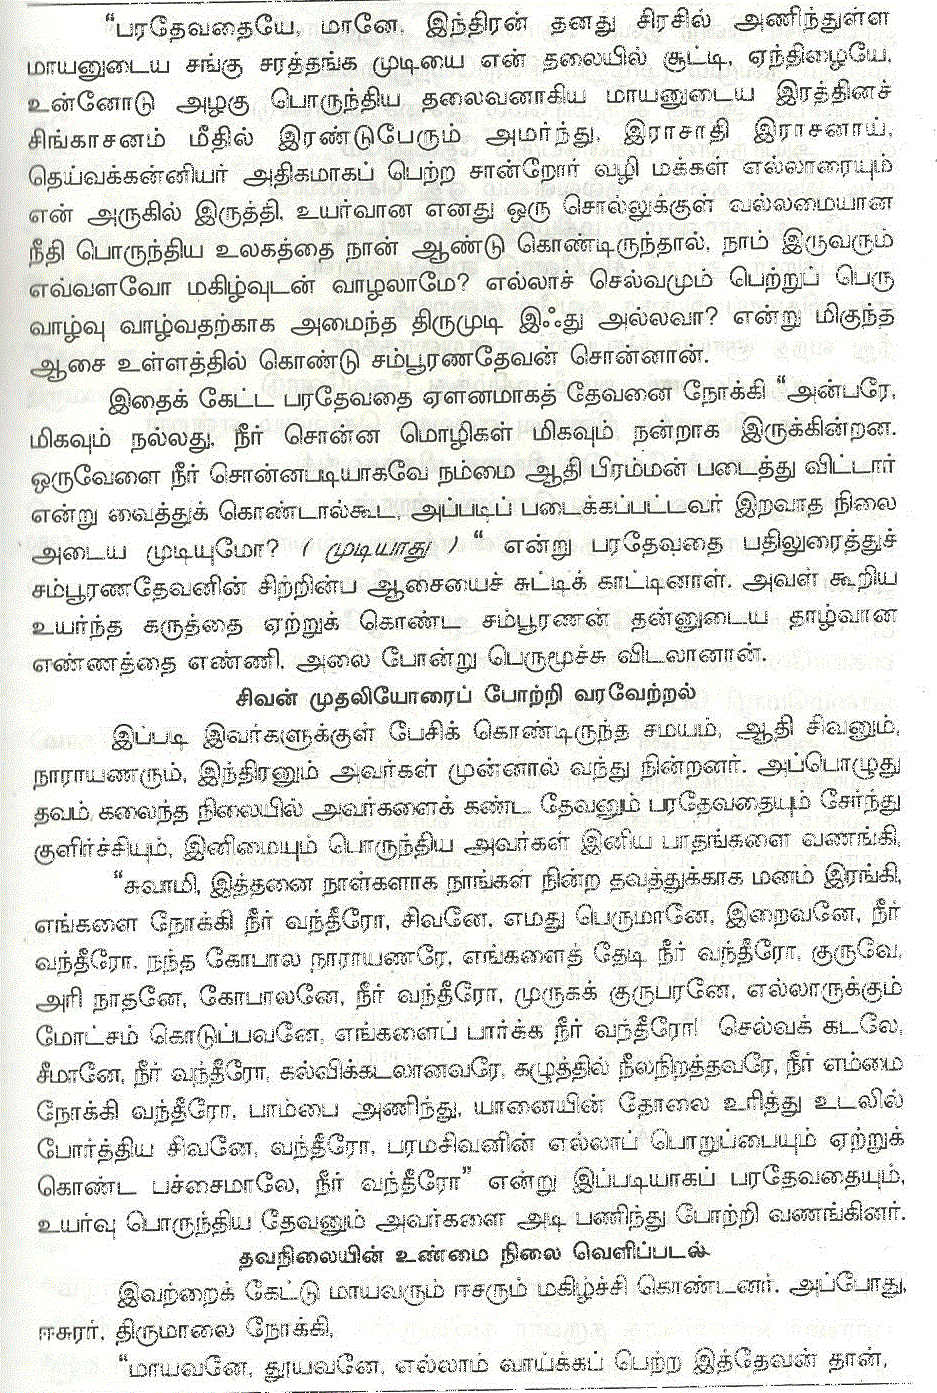 “பரதேவதையே, மானே, இந்திரன் தனது சிரசில் அணிந்துள்ள
மாயனுடைய சங்கு சரத்தங்க முடியை என் தலையில் சூட்டி, ஏந்திழையே,
உன்னோடு அழகு பொருந்திய தலைவனாகிய மாயனுடைய இரத்தினச்
சிங்காசனம் மீதில் இரண்டுபேரும் அமர்ந்து, இராசாதி இராசனாய்,
தெய்வக்கன்னியர் அதிகமாகப் பெற்ற சான்றோர் வழி மக்கள் எல்லாரையும்
என் அருகில் இருத்தி, உயர்வான எனது ஒரு சொல்லுக்குள் வல்லமையான
நீதி பொருந்திய உலகத்தை நான் ஆண்டு கொண்டிருந்தால், நாம் இருவரும்
எவ்வளவோ மகிழ்வுடன் வாழலாமே? எல்லாச் செல்வமும் பெற்றுப் பெரு
வாழ்வு வாழ்வதற்காக அமைந்த திருமுடி இஃது அல்லவா? என்று மிகுந்த
ஆசை உள்ளத்தில் கொண்டு சம்பூரணதேவன் சொன்னான்.
இதைக் கேட்ட பரதேவதை ஏளனமாகத் தேவனை நோக்கி “அன்பரே,
மிகவும் நல்லது, நீர் சொன்ன மொழிகள் மிகவும் நன்றாக இருக்கின்றன.
ஒருவேளை நீர் சொன்னபடியாகவே நம்மை ஆதி பிரம்மன் படைத்து விட்டார்
என்று வைத்துக் கொண்டால்கூட, அப்படிப் படைக்கப்பட்டவர் இறவாத நிலை
அடைய முடியுமோ? ( முடியாது ) “ என்று பரதேவதை பதிலுரைத்துச்
சம்பூரணதேவனின் சிற்றின்ப ஆசையைச் சுட்டிக் காட்டினாள். அவள் கூறிய
உயர்ந்த கருத்தை ஏற்றுக் கொண்ட சம்பூரணன் தன்னுடைய தாழ்வான
எண்ணத்தை எண்ணி, அலை போன்று பெருமூச்சு விடலானான்.
சிவன் முதலியோரைப் போற்றி வரவேற்றல்
இப்படி இவர்களுக்குள் பேசிக் கொண்டிருந்த சமயம், ஆதி சிவனும்,
நாராயணரும், இந்திரனும் அவர்கள் முன்னால் வந்து நின்றனர். அப்பொழுது
தவம் கலைந்த நிலையில் அவர்களைக் கண்ட தேவனும் பரதேவதையும் சேர்ந்து
குளிர்ச்சியும், இனிமையும் பொருந்திய அவர்கள் இனிய பாதங்களை வணங்கி,
“சுவாமி, இத்தனை நாள்களாக நாங்கள் நின்ற தவத்துக்காக மனம் இரங்கி,
எங்களை நோக்கி நீர் வந்தீரோ, சிவனே, எமது பெருமானே, இறைவனே, நீர்
வந்தீரோ, நந்த கோபால நாராயணரே, எங்களைத் தேடி நீர் வந்தீரோ, குருவே,
அரி நாதனே, கோபாலனே, நீர் வந்தீரோ, முருகக் குருபரனே, எல்லாருக்கும்
மோட்சம் கொடுப்பவனே, எங்களைப் பார்க்க நீர் வந்தீரோ! செல்வக் கடலே,
சீமானே, நீர் வந்தீரோ, கல்விக்கடலானவரே, கழுத்தில் நீலநிறத்தவரே, நீர் எம்மை
நோக்கி வந்தீரோ, பாம்பை அணிந்து, யானையின் தோலை உரித்து உடலில்
போர்த்திய சிவனே, வந்தீரோ, பரமசிவனின் எல்லாப் பொறுப்பையும் ஏற்றுக்
கொண்ட பச்சைமாலே, நீர் வந்தீரோ” என்று இப்படியாகப் பரதேவதையும்,
உயர்வு பொருந்திய தேவனும் அவர்களை அடி பணிந்து போற்றி வணங்கினர்.
தவநிலையின் உண்மை நிலை வெளிப்படல்
இவற்றைக் கேட்டு மாயவரும் ஈசரும் மகிழ்ச்சி கொண்டனர். அப்போது,
ஈசுரர், திருமாலை நோக்கி,
“மாயவனே, தூயவனே, எல்லாம் வாய்க்கப் பெற்ற இத்தேவன் தான்,